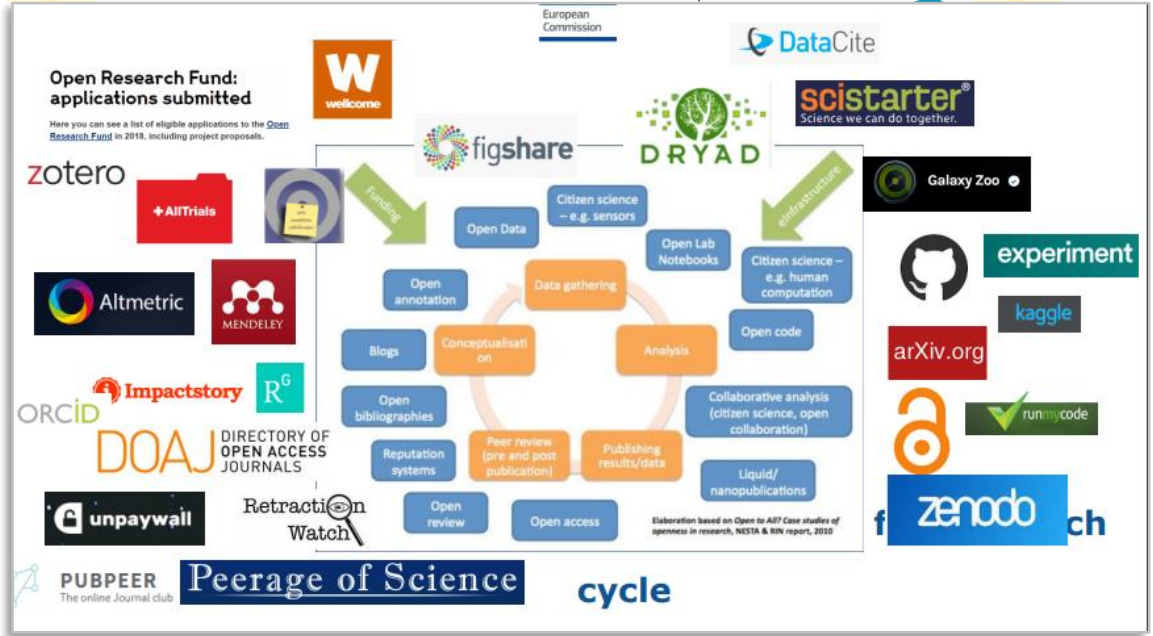 European
Commission
DataCite
Open Research Fund:
applications submitted
Here you can see a list of eligible applications to the Open
Research Fund in 2018, including project proposals.
W
wellcome
scistarter®
Science we can do together.
figshare
DRYAD
zotero
+AllTrials
Funding
eInfrastructure
Galaxy Zoo
Citizen science
– e.g. sensors
Open Data
Open Lab
Notebooks
Citizen science –
e.g. human
computation
experiment
Altmetric
MENDELEY
Open
annotation
Data gathering
kaggle
Open code
Blogs
Conceptualisati
on
Analysis
arXiv.org
Impactstory
RG
ORCID
Open
bibliographies
Collaborative analysis
(citizen science, open
collaboration)
runmycode
DOAJ
DIRECTORY OF
OPEN ACCESS
JOURNALS
Reputation
systems
Peer review
(pre and post
publication)
Publishing
results/data
Liquid/
nanopublications
unpaywall
Retraction
Watch
Open
review
Open access
Elaboration based on Open to All? Case studies of
openness in research, NESTA & RIN report, 2010
f zenodo ch
PUBPEER
The online Journal club
Peerage of Science
cycle